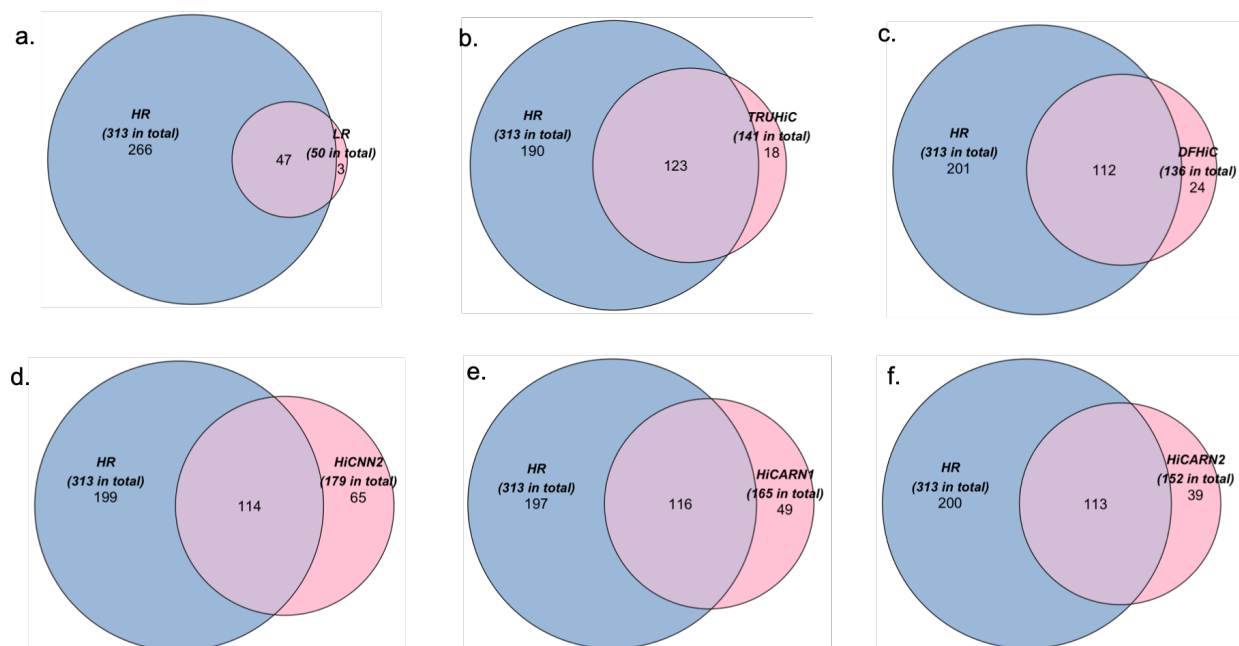 a.
HR
(313 in total)
266
47
LR
(50 in total)
3
b.
HR
(313 in total)
190
123
TRUHiC
(141 in total)
18
c.
HR
(313 in total)
201
112
DFHiC
(136 in total)
24
d.
HR
(313 in total)
199
114
HiCNN2
(179 in total)
65
e.
HR
(313 in total)
197
116
HiCARN1
(165 in total)
49
f.
HR
(313 in total)
200
113
HiCARN2
(152 in total)
39